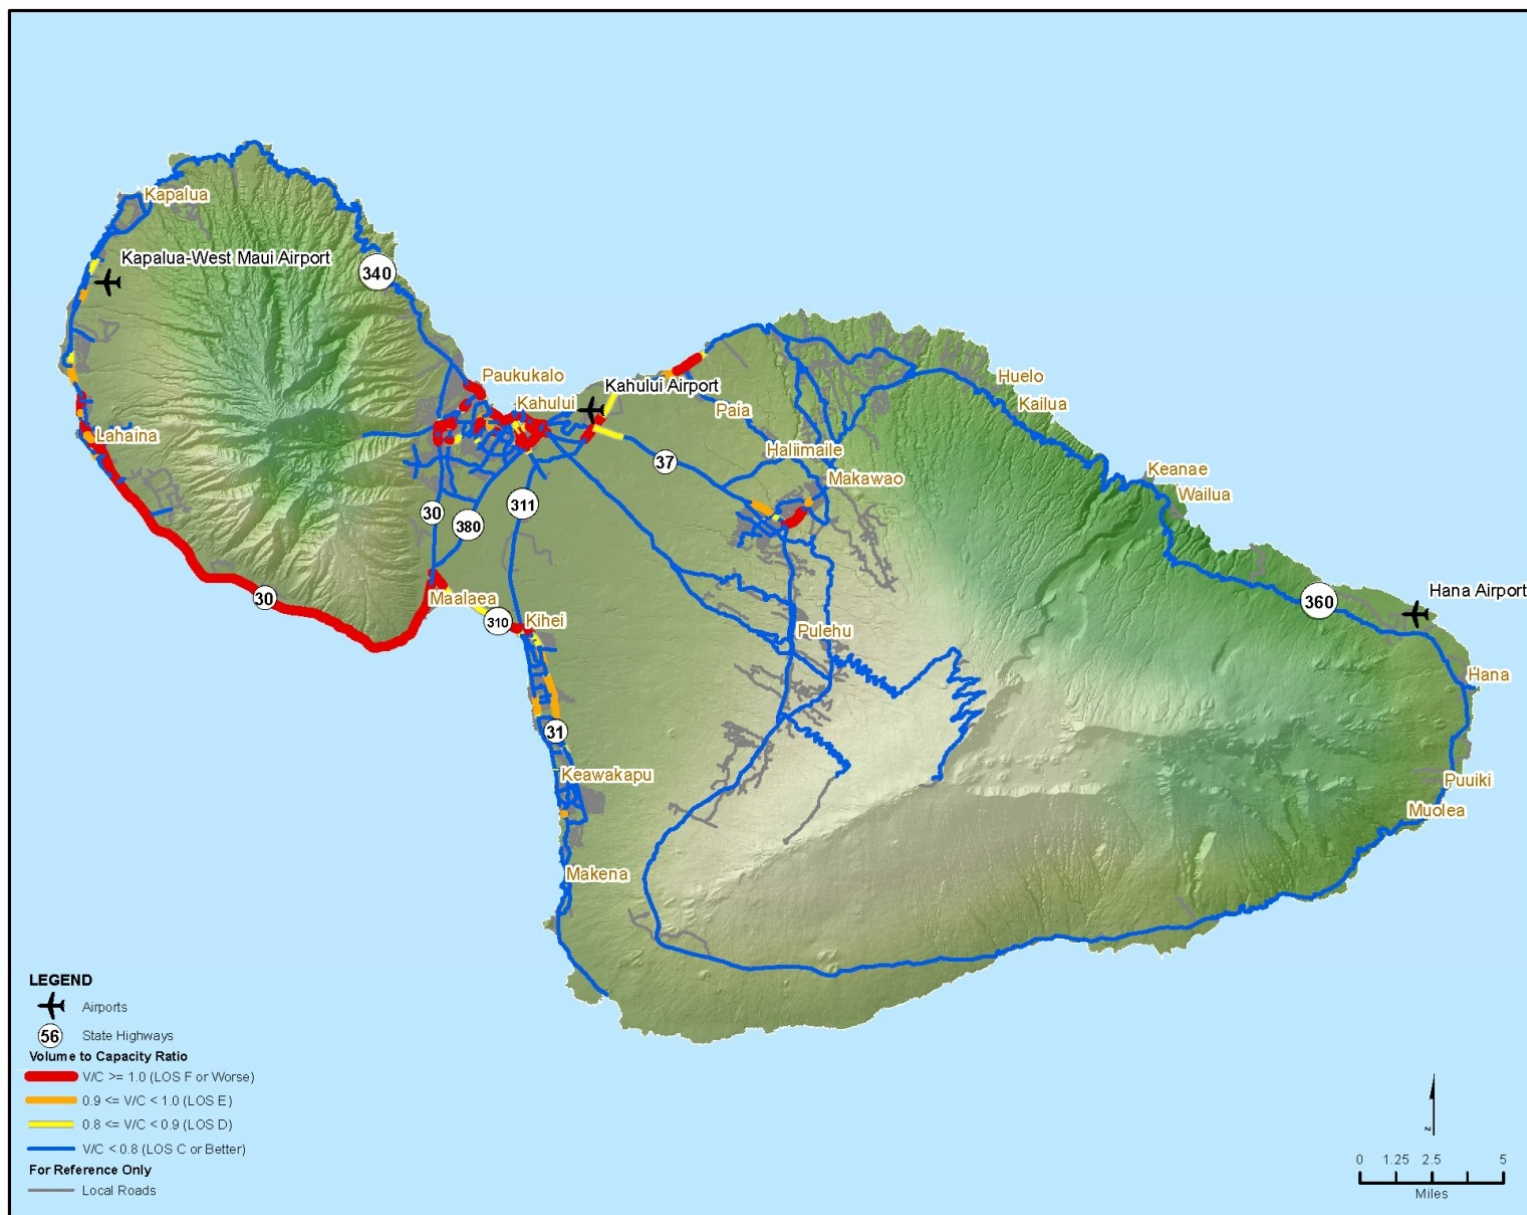 Kapalua
Kapalua-West Maui Airport
340
Paukukalo
Kahului Airport
Kahului
Huelo
Kailua
Paia
Lahaina
Haliimaile
37
Keanae
Makawao
Wailua
311
30
380
Hana Airport
30
Maalaea
360
310
Kihei
Pulehu
Hana
31
Keawakapu
Puuiki
Muolea
Makena
LEGEND
Airports
56 State Highways
Volume to Capacity Ratio
V/C >= 1.0 (LOS F or Worse)
0.9 <= V/C < 1.0 (LOS E)
0.8 <= V/C < 0.9 (LOS D)
V/C < 0.8 (LOS C or Better)
For Reference Only
Local Roads
z
0 1.25 2.5 5
Miles